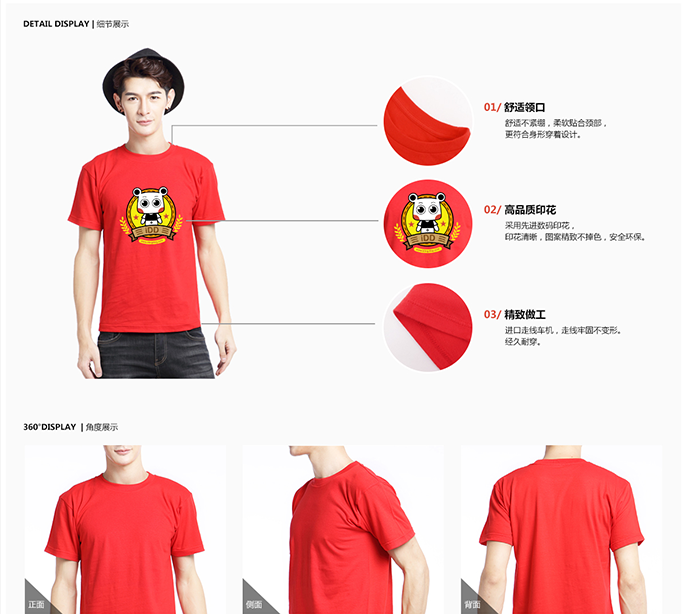 DETAIL DISPLAY | 细节展示
01/ 舒适领口
舒适不紧绷，柔软贴合颈部，
更符合身形穿着设计。
IDD
02/ 高品质印花
采用先进数码印花，
印花清晰，图案精致不掉色，安全环保。
IDD
03/ 精致做工
进口走线车机，走线牢固不变形。
经久耐穿。
360°DISPLAY | 角度展示
正面
侧面
背面